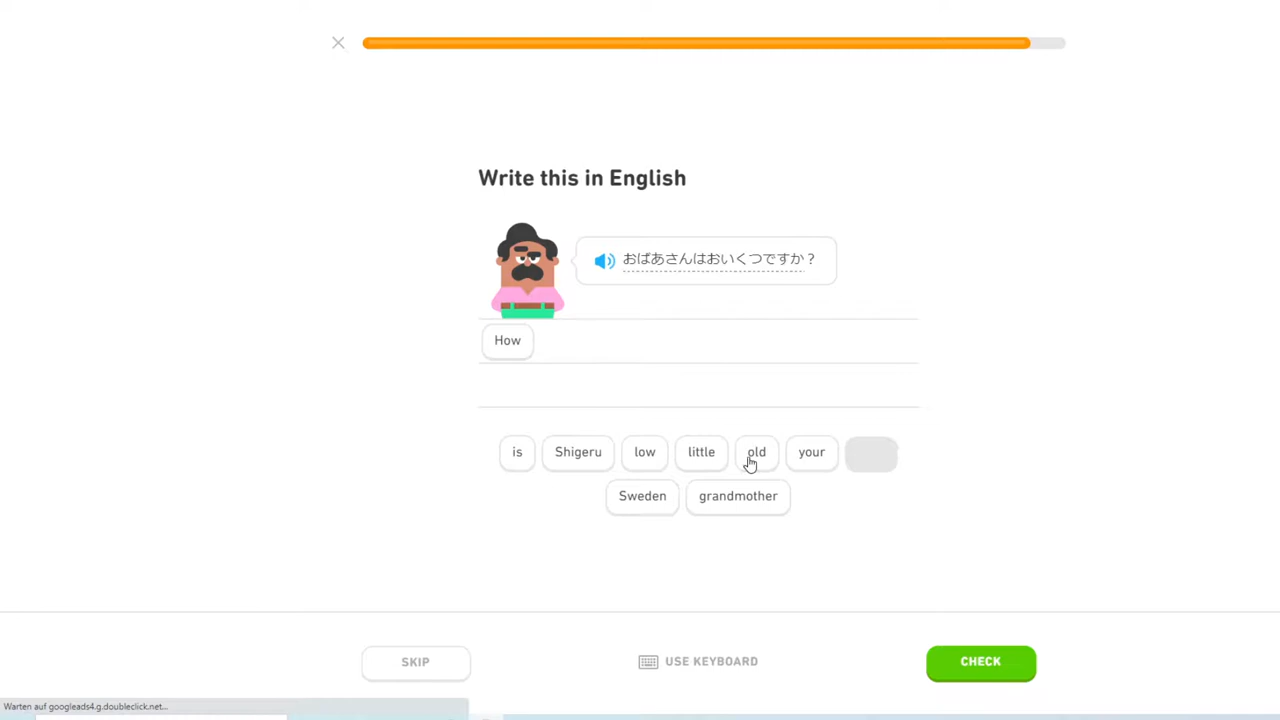 Write this in English
おばあさんはおいくつですか？
How
is Shigeru low little old your
Sweden grandmother
SKIP USE KEYBOARD CHECK
Warten auf googleads4.g.doubleclick.net...